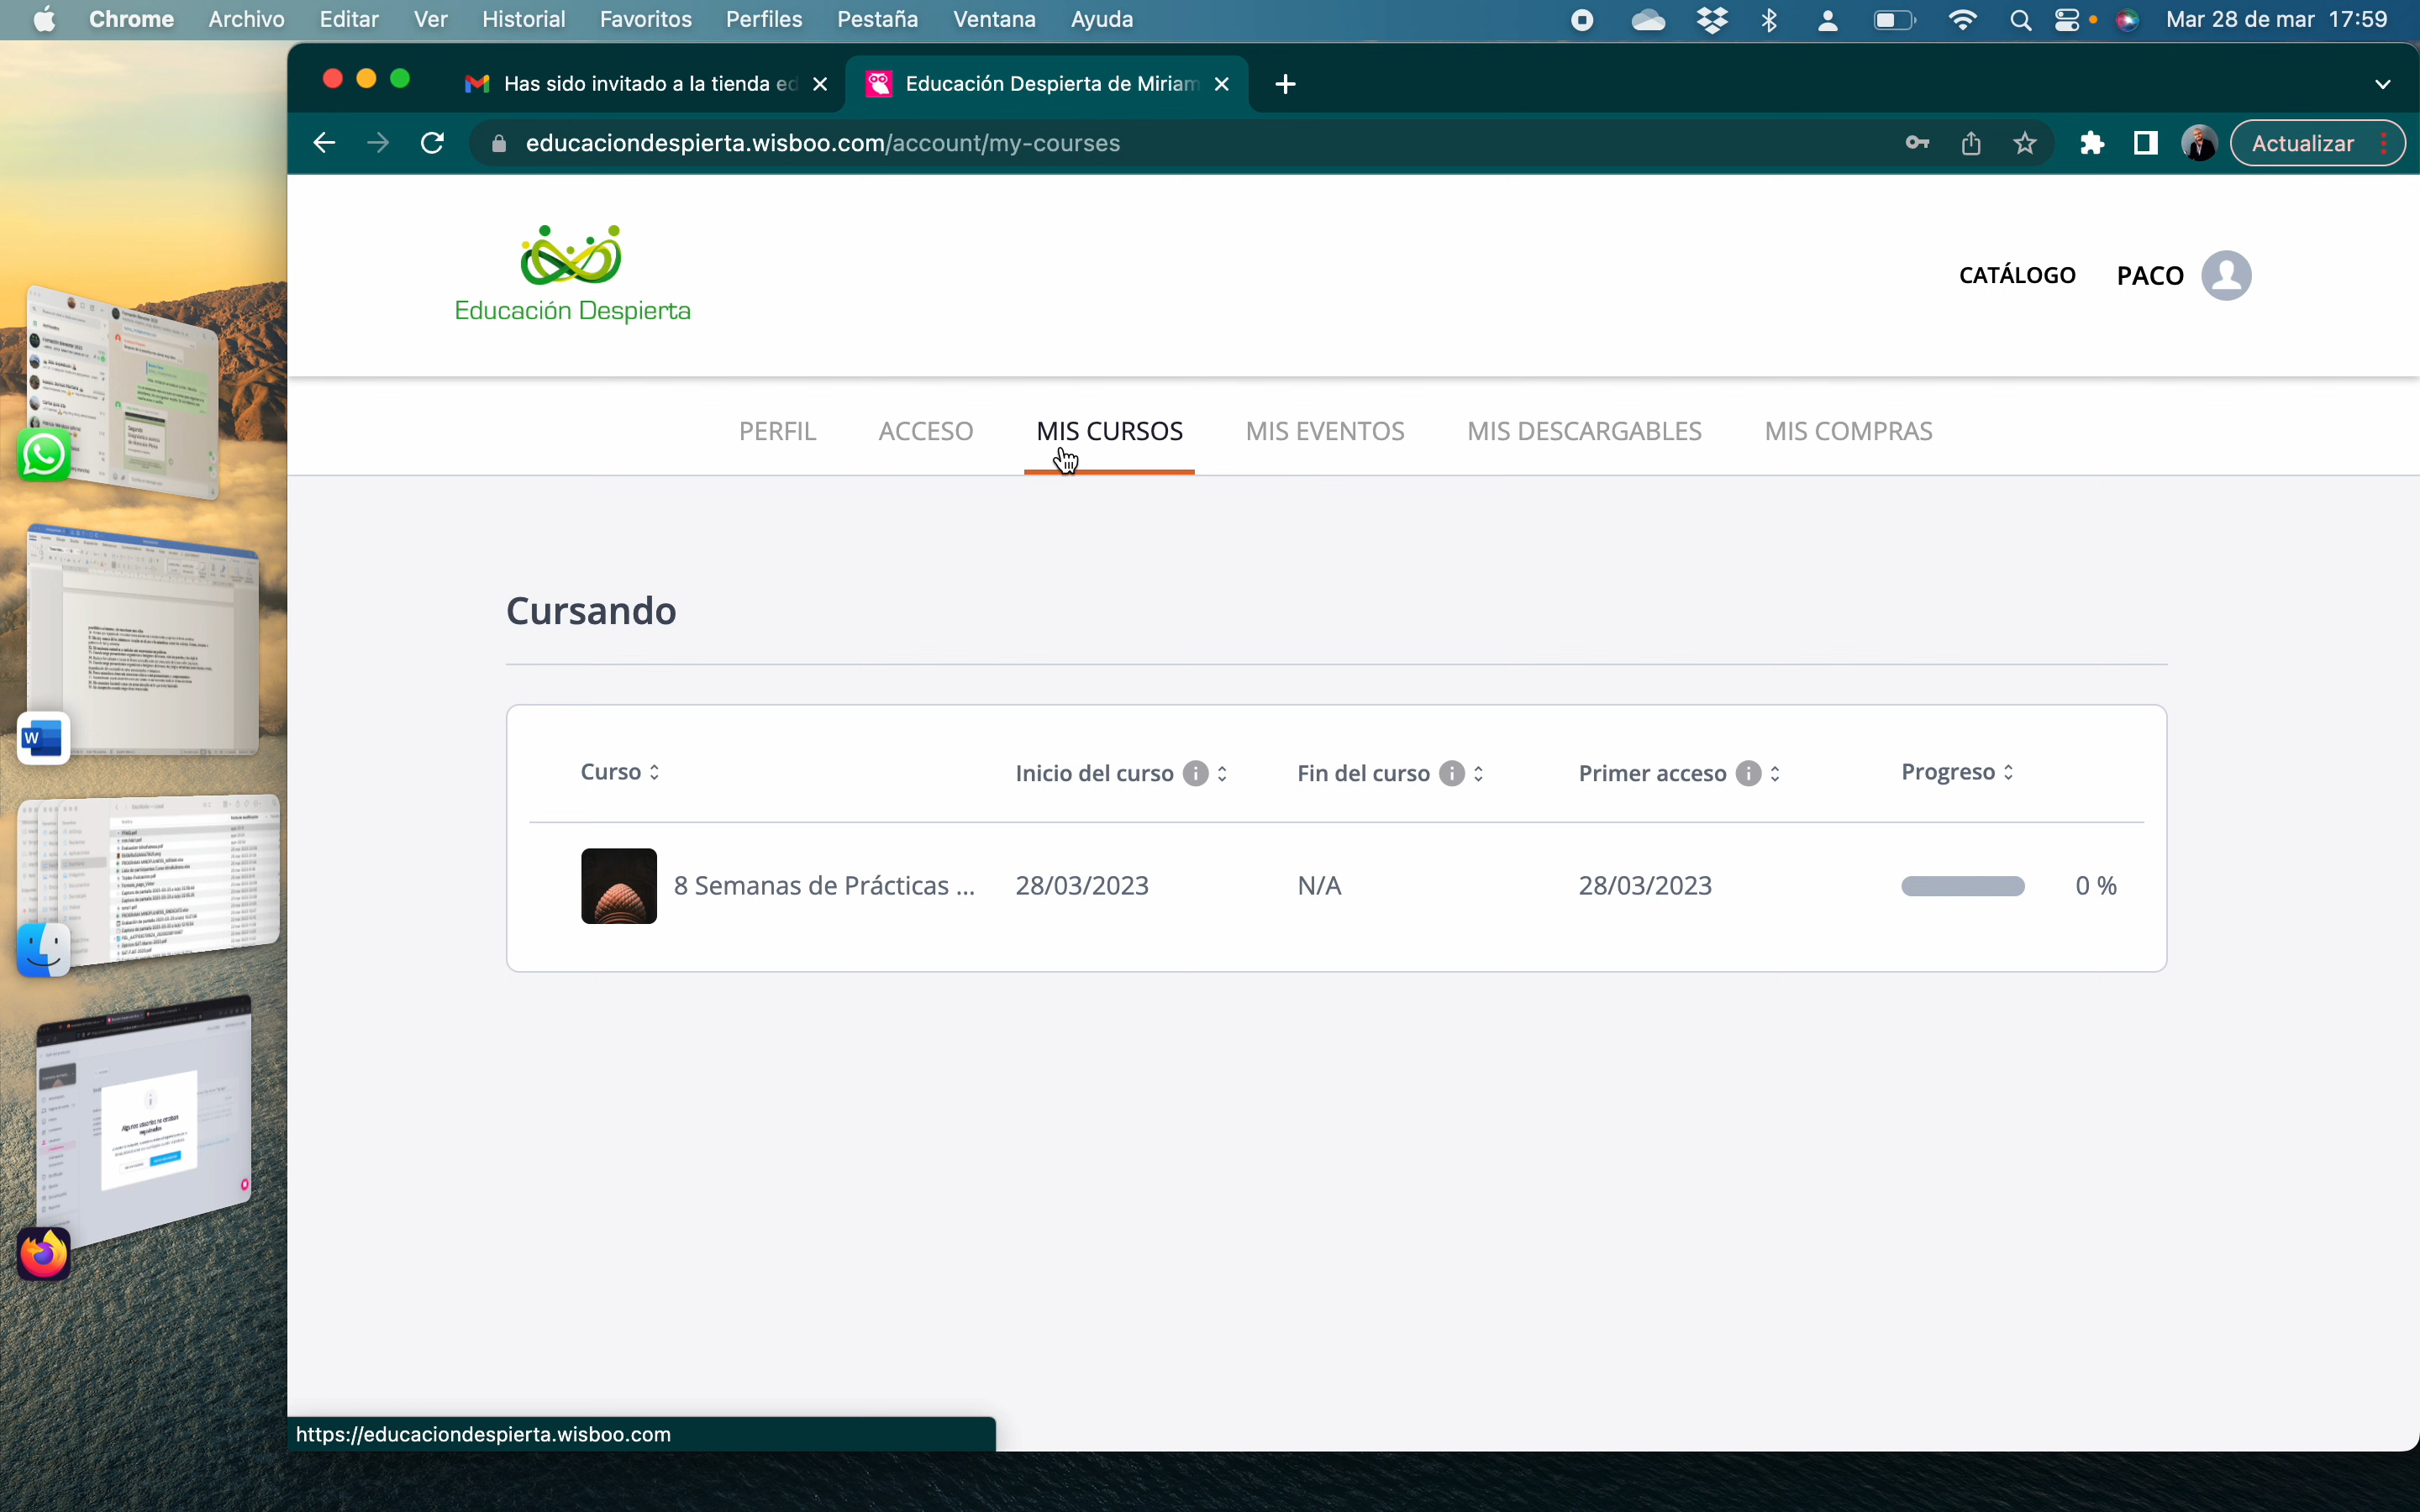 Chrome Archivo Editar Ver Historial Favoritos Perfiles Pestaña Ventana Ayuda Mar 28 de mar 17:59
Has sido invitado a la tienda ed Educación Despierta de Miriam
educaciondespierta.wisboo.com/account/my-courses Actualizar
Educación Despierta
CATÁLOGO PACO
PERFIL ACCESO MIS CURSOS MIS EVENTOS MIS DESCARGABLES MIS COMPRAS
Cursando
Curso Inicio del curso Fin del curso Primer acceso Progreso
8 Semanas de Prácticas ... 28/03/2023 N/A 28/03/2023 0 %
W
https://educaciondespierta.wisboo.com